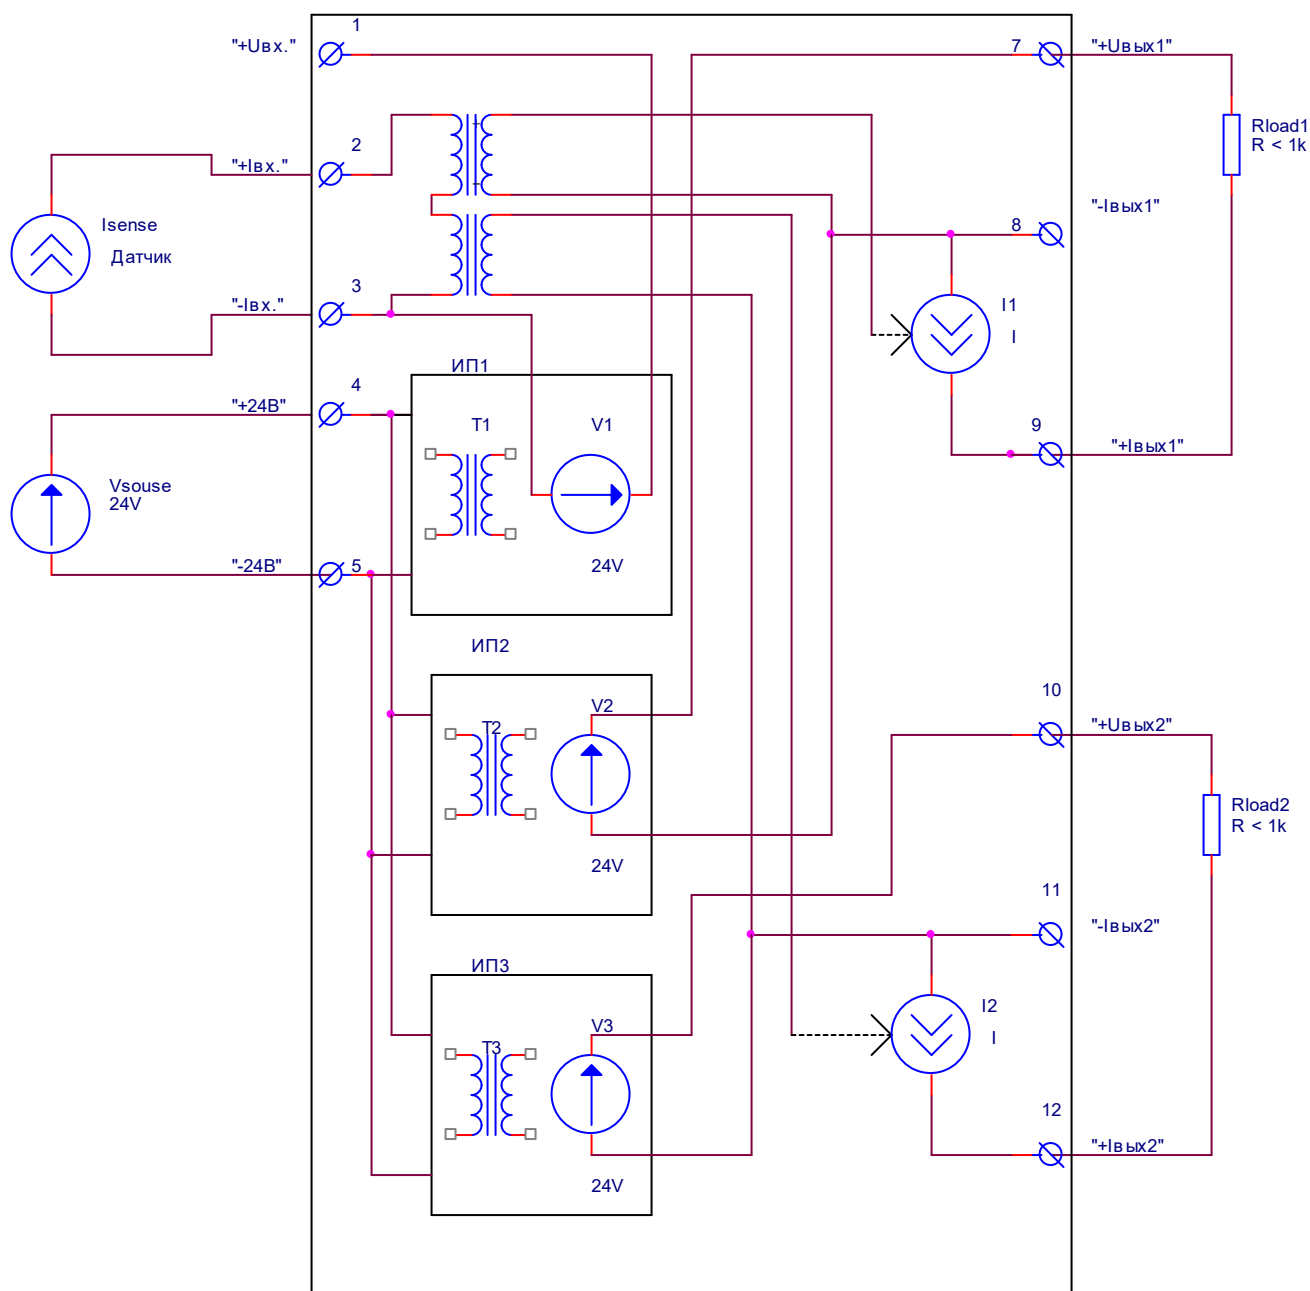 1
"+Uвх."
7
"+Uвых1"
2
"+Iвх."
Rload1
R < 1k
Isense
Датчик
"-Iвых1"
8
3
"-Iвх."
I1
I
ИП1
4
"+24В"
T1
V1
9
"+Iвых1"
Vsouse
24V
5
"-24В"
24V
ИП2
10
V2
T2
"+Uвых2"
Rload2
R < 1k
24V
11
"-Iвых2"
ИП3
I2
I
V3
T3
12
"+Iвых2"
24V